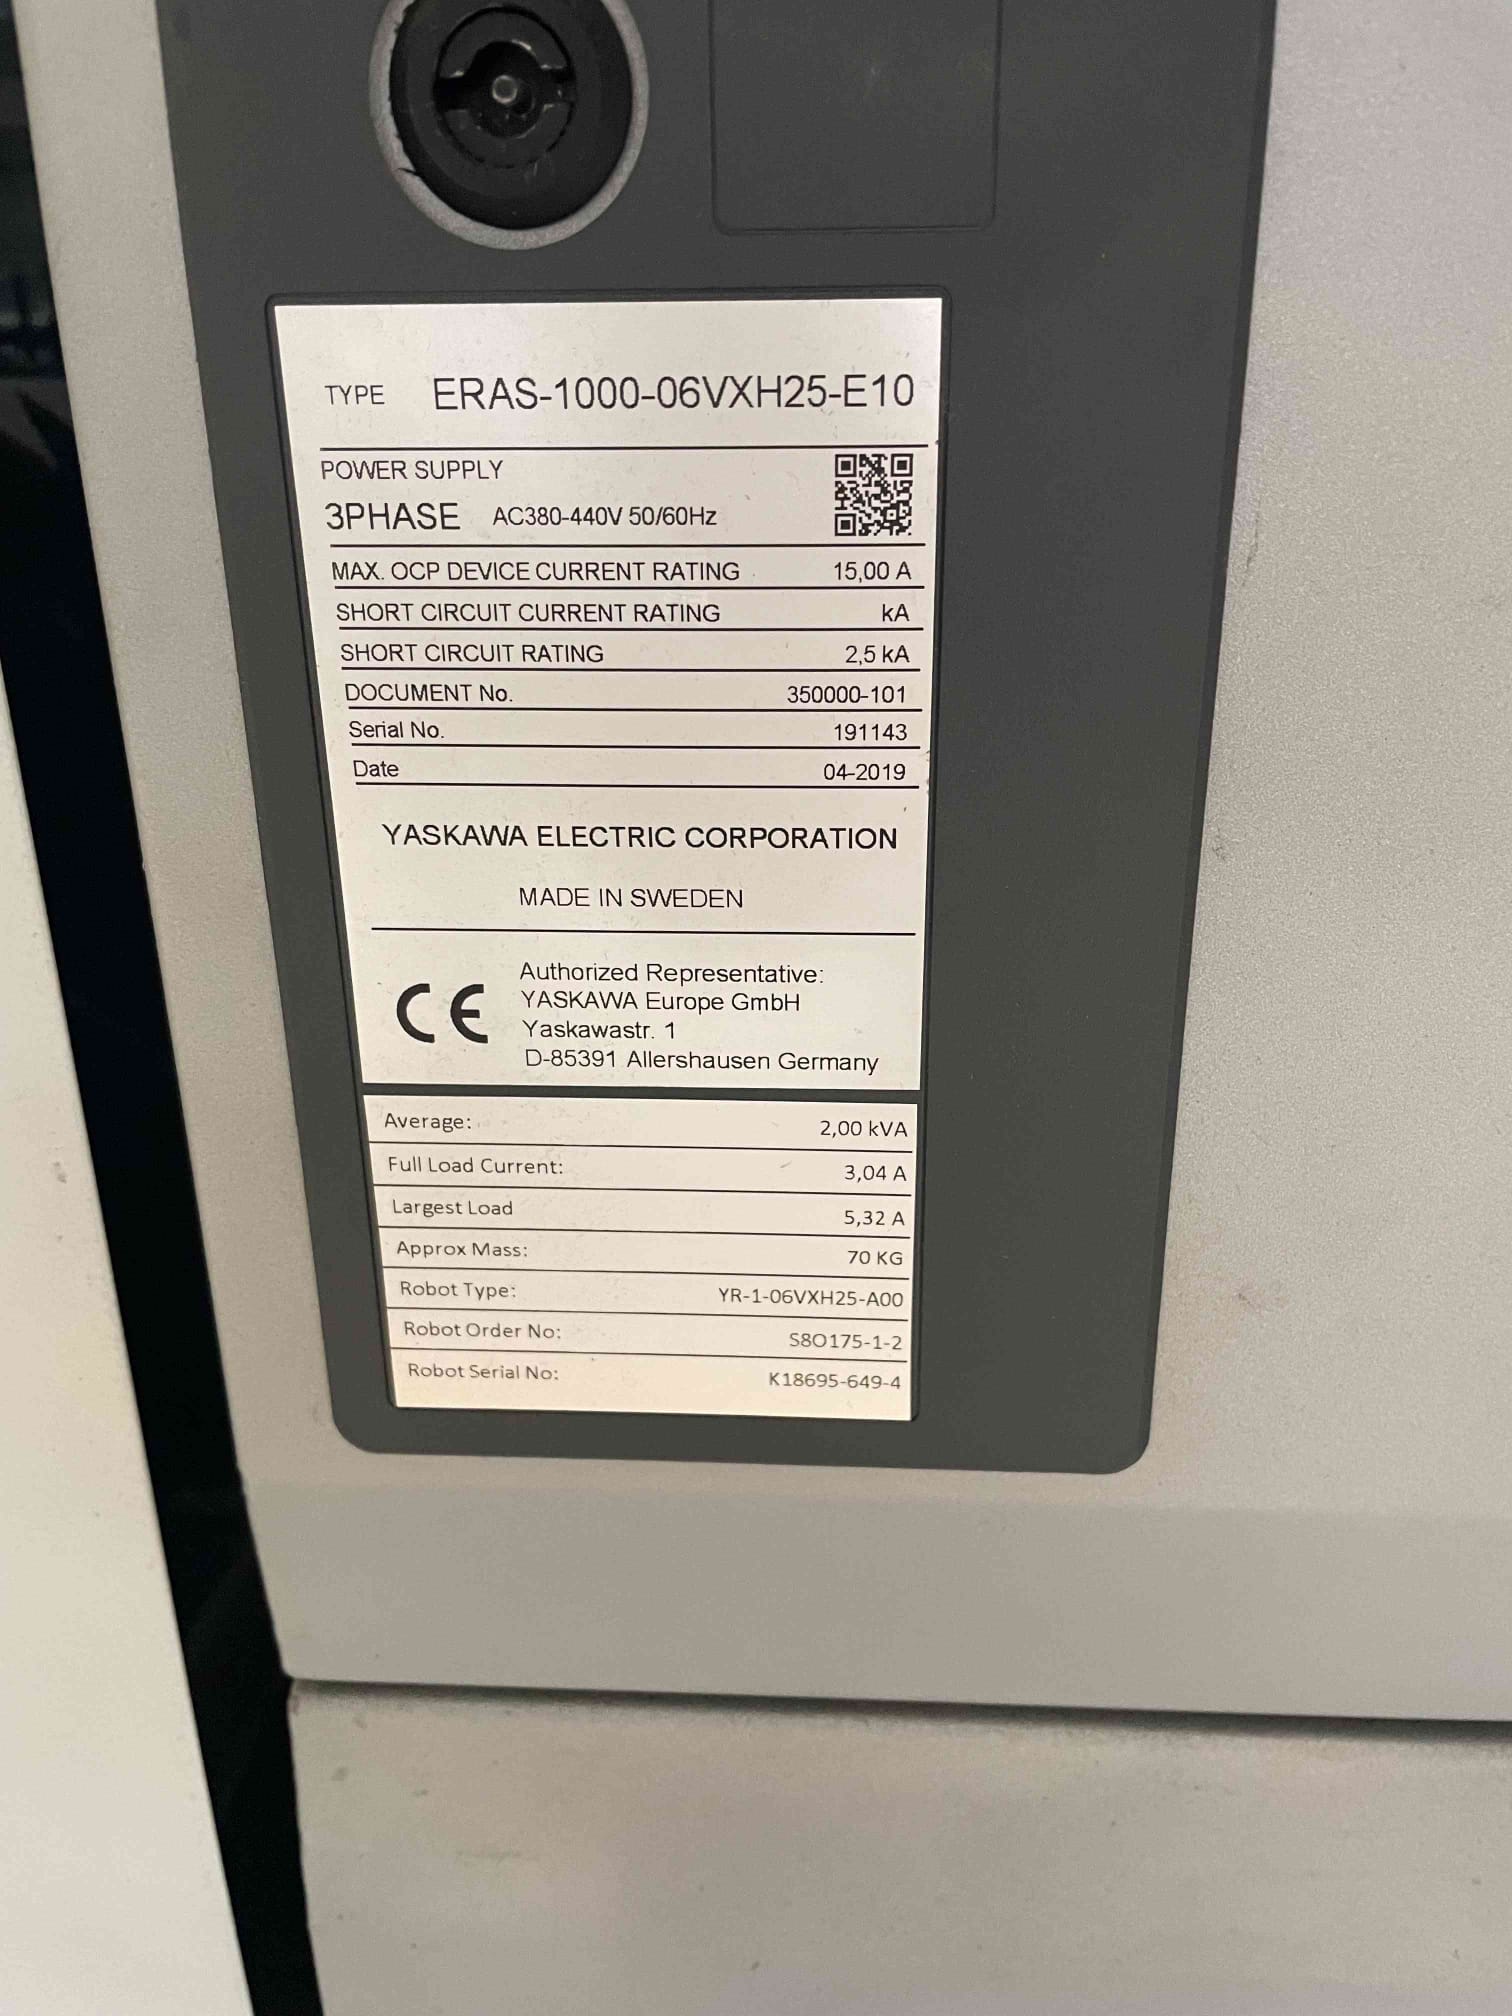 TYPE ERAS-1000-06VXH25-E10
POWER SUPPLY
3PHASE AC380-440V 50/60Hz
MAX. OCP DEVICE CURRENT RATING 15,00 A
SHORT CIRCUIT CURRENT RATING kA
SHORT CIRCUIT RATING 2,5 kA
DOCUMENT No. 350000-101
Serial No. 191143
Date 04-2019
YASKAWA ELECTRIC CORPORATION
MADE IN SWEDEN
CE
Authorized Representative:
YASKAWA Europe GmbH
Yaskawastr. 1
D-85391 Allershausen Germany
Average: 2,00 kVA
Full Load Current: 3,04 A
Largest Load 5,32 A
Approx Mass: 70 KG
Robot Type: YR-1-06VXH25-A00
Robot Order No: S8O175-1-2
Robot Serial No: K18695-649-4